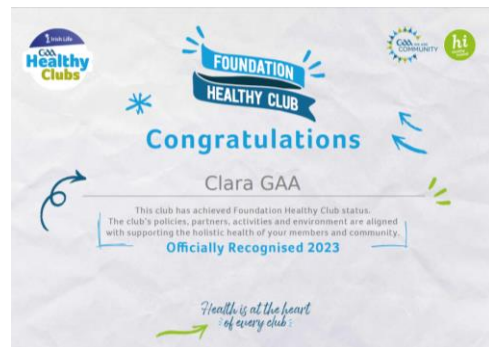 Irish Life
GAA
Healthy
Clubs
FOUNDATION
HEALTHY CLUB
GAA
COMMUNITY
hi
Congratulations
Clara GAA
This club has achieved Foundation Healthy Club status.
The club's policies, partners, activities and environment are aligned
with supporting the holistic health of your members and community.
Officially Recognised 2023
Health is at the heart
of every club